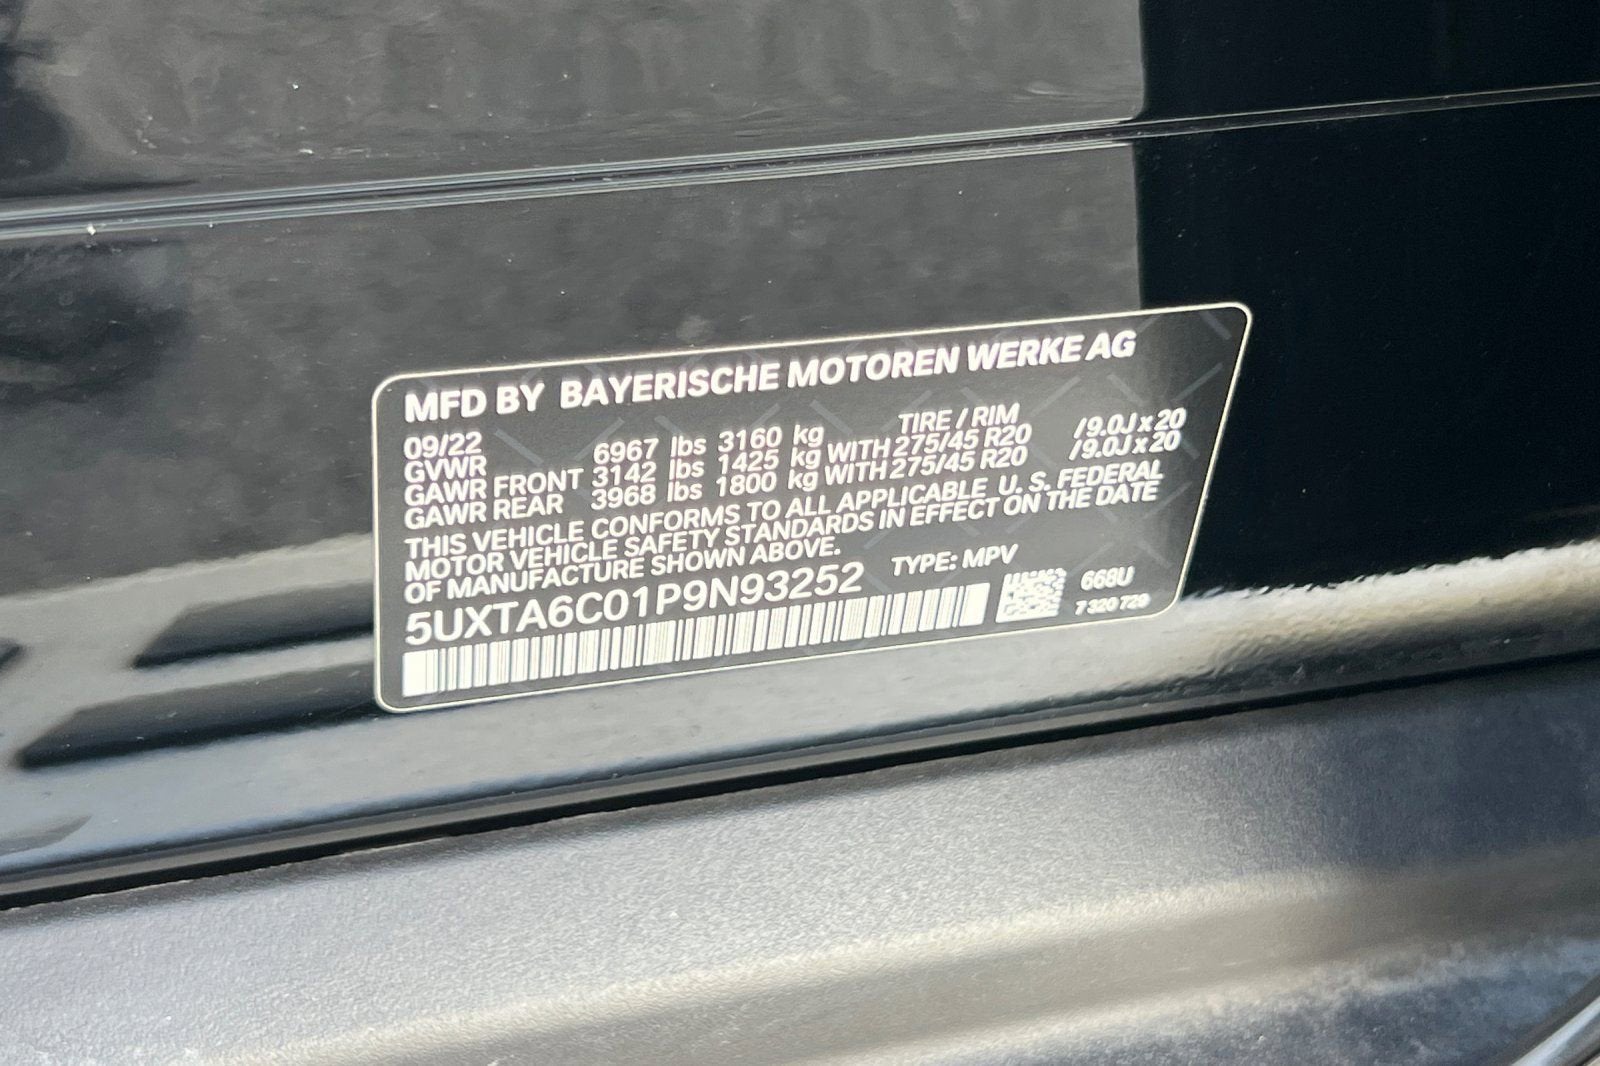 MFD BY BAYERISCHE MOTOREN WERKE AG
09/22 TIRE / RIM
GVWR 6967 lbs 3160 kg
GAWR FRONT 3142 lbs 1425 kg WITH 275/45 R20 /9.0J x 20
GAWR REAR 3968 lbs 1800 kg WITH 275/45 R20 /9.0J x 20
THIS VEHICLE CONFORMS TO ALL APPLICABLE U. S. FEDERAL
MOTOR VEHICLE SAFETY STANDARDS IN EFFECT ON THE DATE
OF MANUFACTURE SHOWN ABOVE.
5UXTA6C01P9N93252 TYPE: MPV
668U
7 320 729